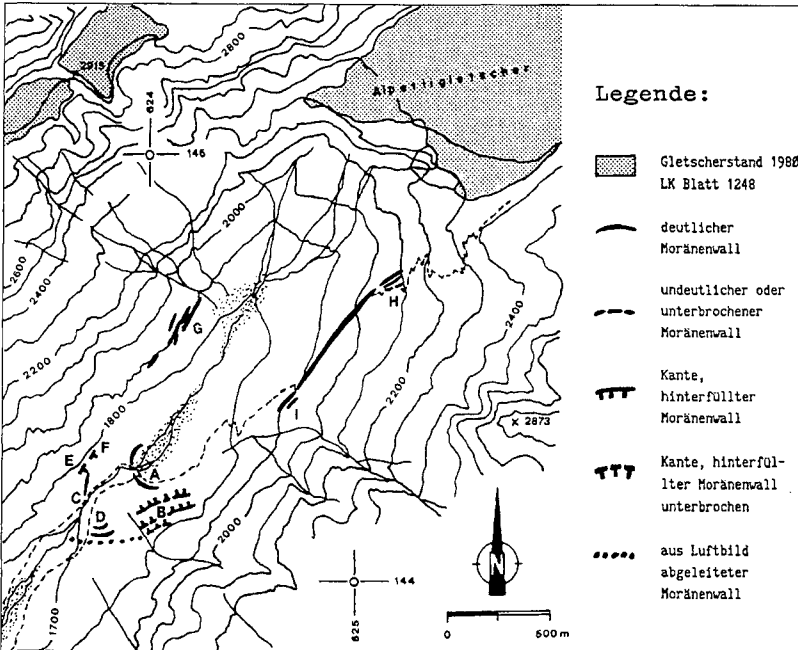 2800
2915
Alpetligletscher
624
146
2000
2600
2400
2200
1800
G
H
2400
2200
I
x 2873
E
F
C
A
D
B
2000
1700
N
144
625
0 500 m
Legende:
Gletscherstand 1980
LK Blatt 1248
deutlicher
Moränenwall
undeutlicher oder
unterbrochener
Moränenwall
Kante,
hinterfüllter
Moränenwall
Kante, hinterfül-
lter Moränenwall
unterbrochen
aus Luftbild
abgeleiteter
Moränenwall